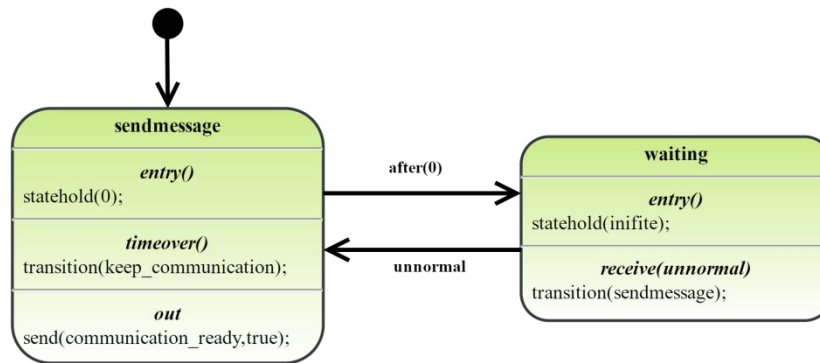 sendmessage
entry()
statehold(0);
timeover()
transition(keep_communication);
out
send(communication_ready,true);
after(0)
unnormal
waiting
entry()
statehold(inifite);
receive(unnormal)
transition(sendmessage);